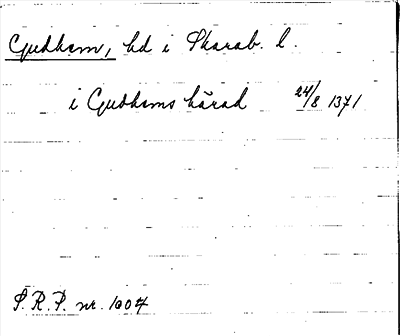 Gudhem, hd i Skarab. l.
i Gudhems härad 24/8 1371
S.R.P. nr. 1004